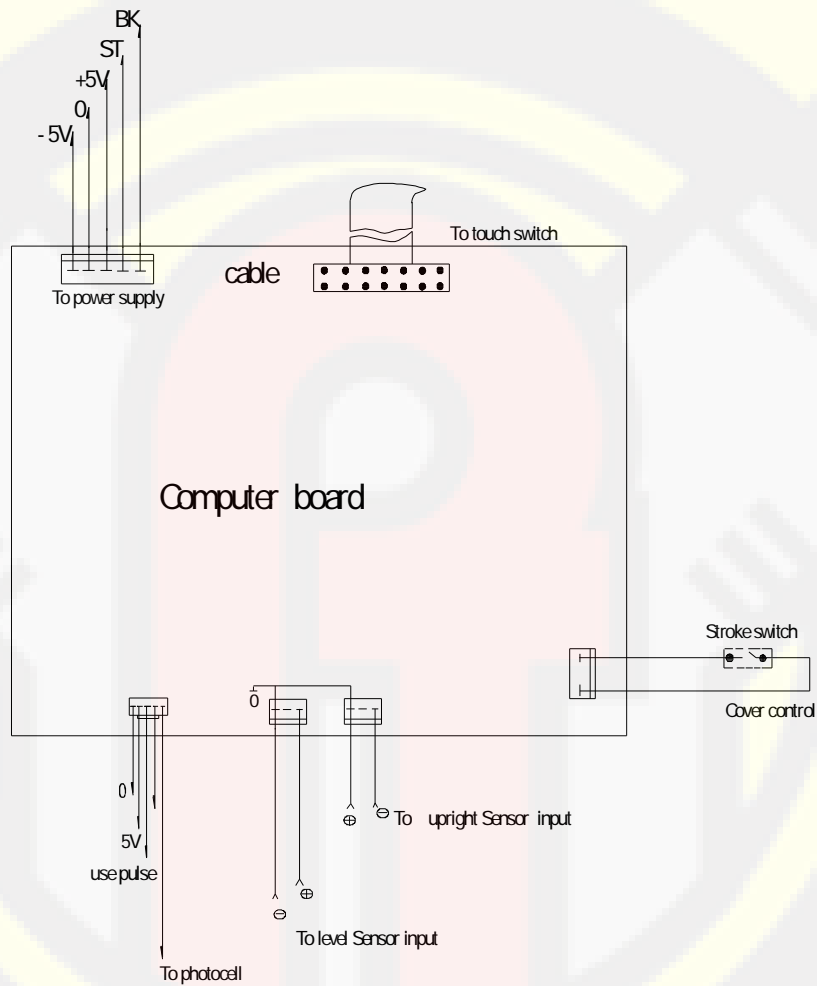 BK
ST
+5V
0
- 5V
To touch switch
cable
To power supply
Computer board
Stroke switch
0
Cover control
0
To upright Sensor input
5V
use pulse
To level Sensor input
To photocell